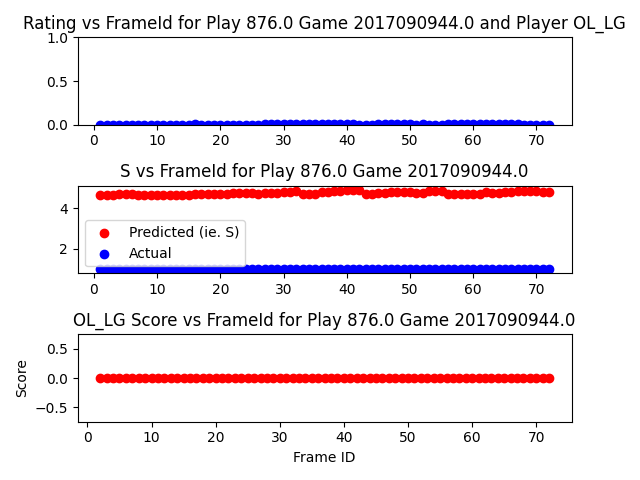 Rating vs FrameId for Play 876.0 Game 2017090944.0 and Player OL_LG
1.0
0.5
0.0
0 10 20 30 40 50 60 70
S vs FrameId for Play 876.0 Game 2017090944.0
4
2
Predicted (ie. S)
Actual
0 10 20 30 40 50 60 70
OL_LG Score vs FrameId for Play 876.0 Game 2017090944.0
Score
0.5
0.0
−0.5
0 10 20 30 40 50 60 70
Frame ID